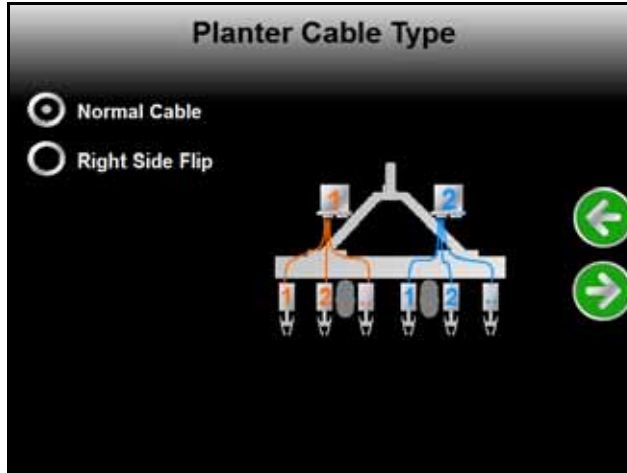 Planter Cable Type
Normal Cable
Right Side Flip
1 2
1 2 ... 1 2 ...